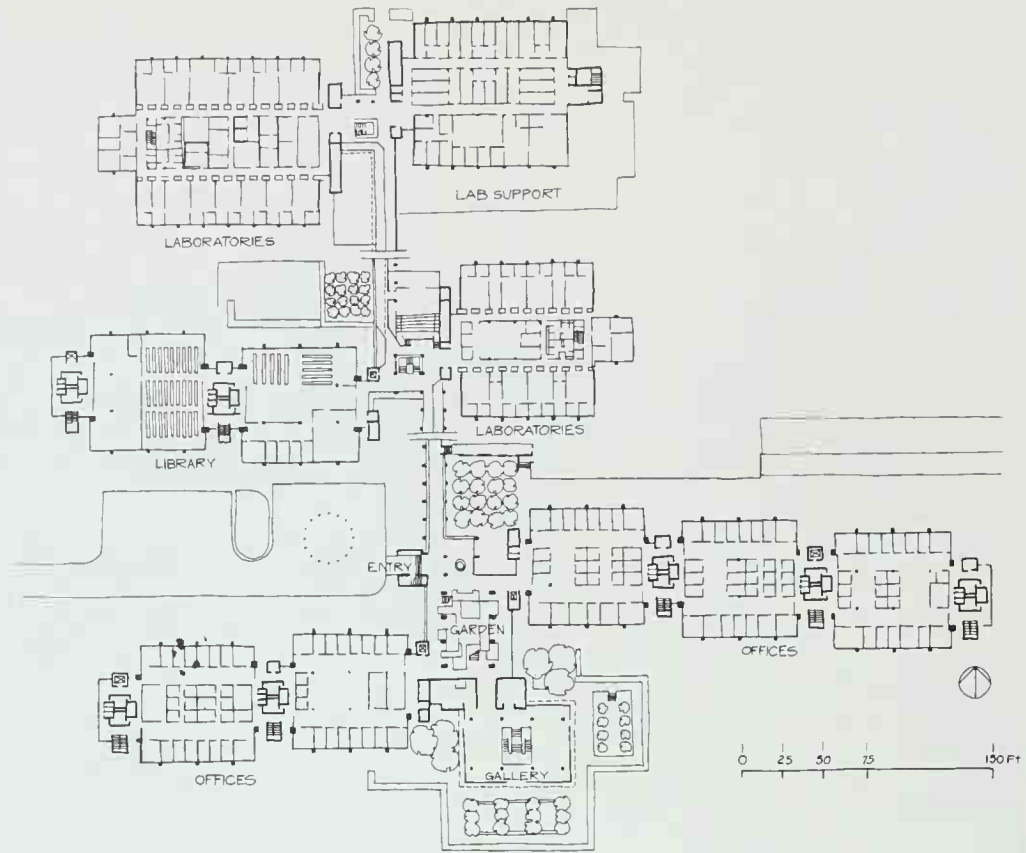 LAB SUPPORT
LABORATORIES
LABORATORIES
LIBRARY
ENTRY
GARDEN
OFFICES
OFFICES
GALLERY
0 25 50 75 150 Ft